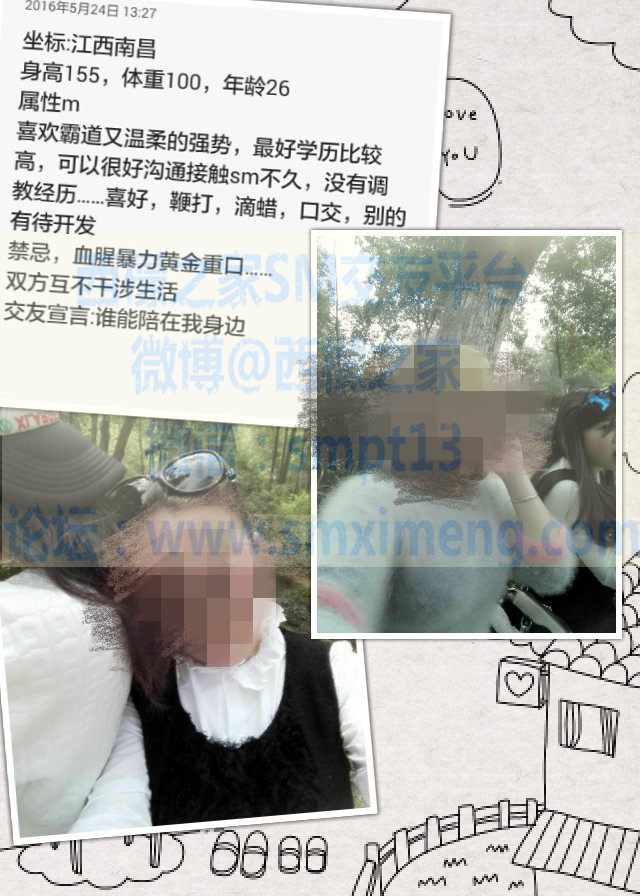 2016年5月24日 13:27
坐标:江西南昌
身高155，体重100，年龄26
属性m
喜欢霸道又温柔的强势，最好学历比较
高，可以很好沟通接触sm不久，没有调
教经历......喜好，鞭打，滴蜡，口交，别的
有待开发
禁忌，血腥暴力黄金重口......
双方互不干涉生活
交友宣言:谁能陪在我身边
ove
YoU
之家SM交友平台
微博@西檬之家
微信：smpt13
论坛：www.smximeng.com